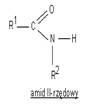 O
R¹ C
N H
R²
amid II-rzędowy